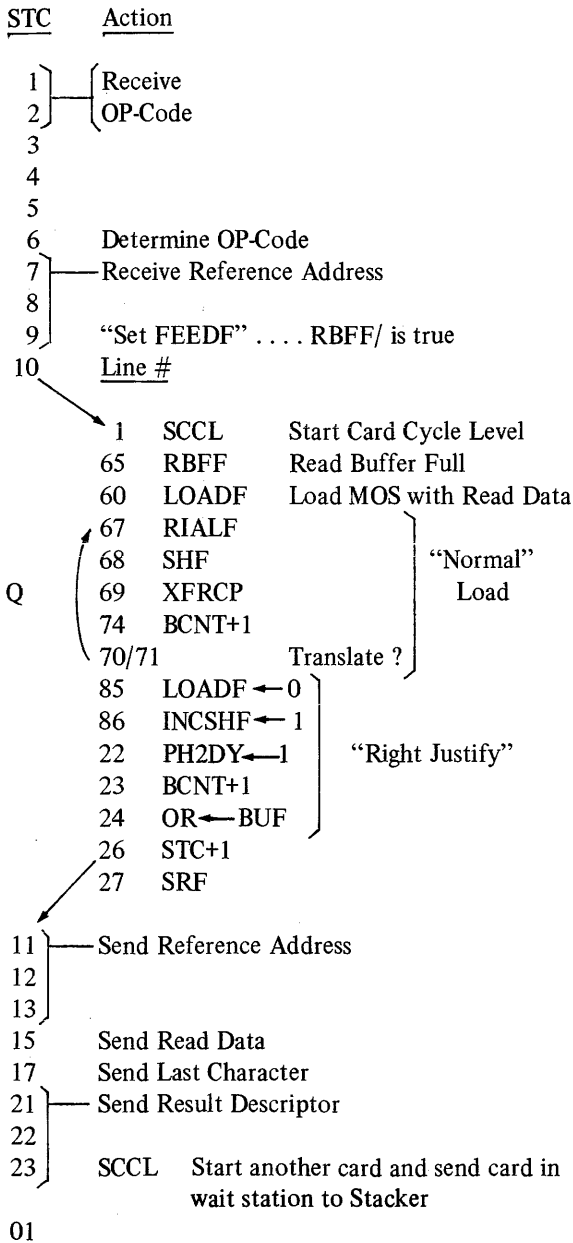 STC Action
1 Receive
2 OP-Code
3
4
5
6 Determine OP-Code
7 Receive Reference Address
8
9 “Set FEEDF” . . . . RBFF/ is true
10 Line #
1 SCCL Start Card Cycle Level
65 RBFF Read Buffer Full
60 LOADF Load MOS with Read Data
67 RIALF
68 SHF “Normal”
Q 69 XFRCP Load
74 BCNT+1
70/71 Translate ?
85 LOADF ← 0
86 INCSHF ← 1
22 PH2DY ← 1 “Right Justify”
23 BCNT+1
24 OR ← BUF
26 STC+1
27 SRF
11 Send Reference Address
12
13
15 Send Read Data
17 Send Last Character
21 Send Result Descriptor
22
23 SCCL Start another card and send card in
wait station to Stacker
01